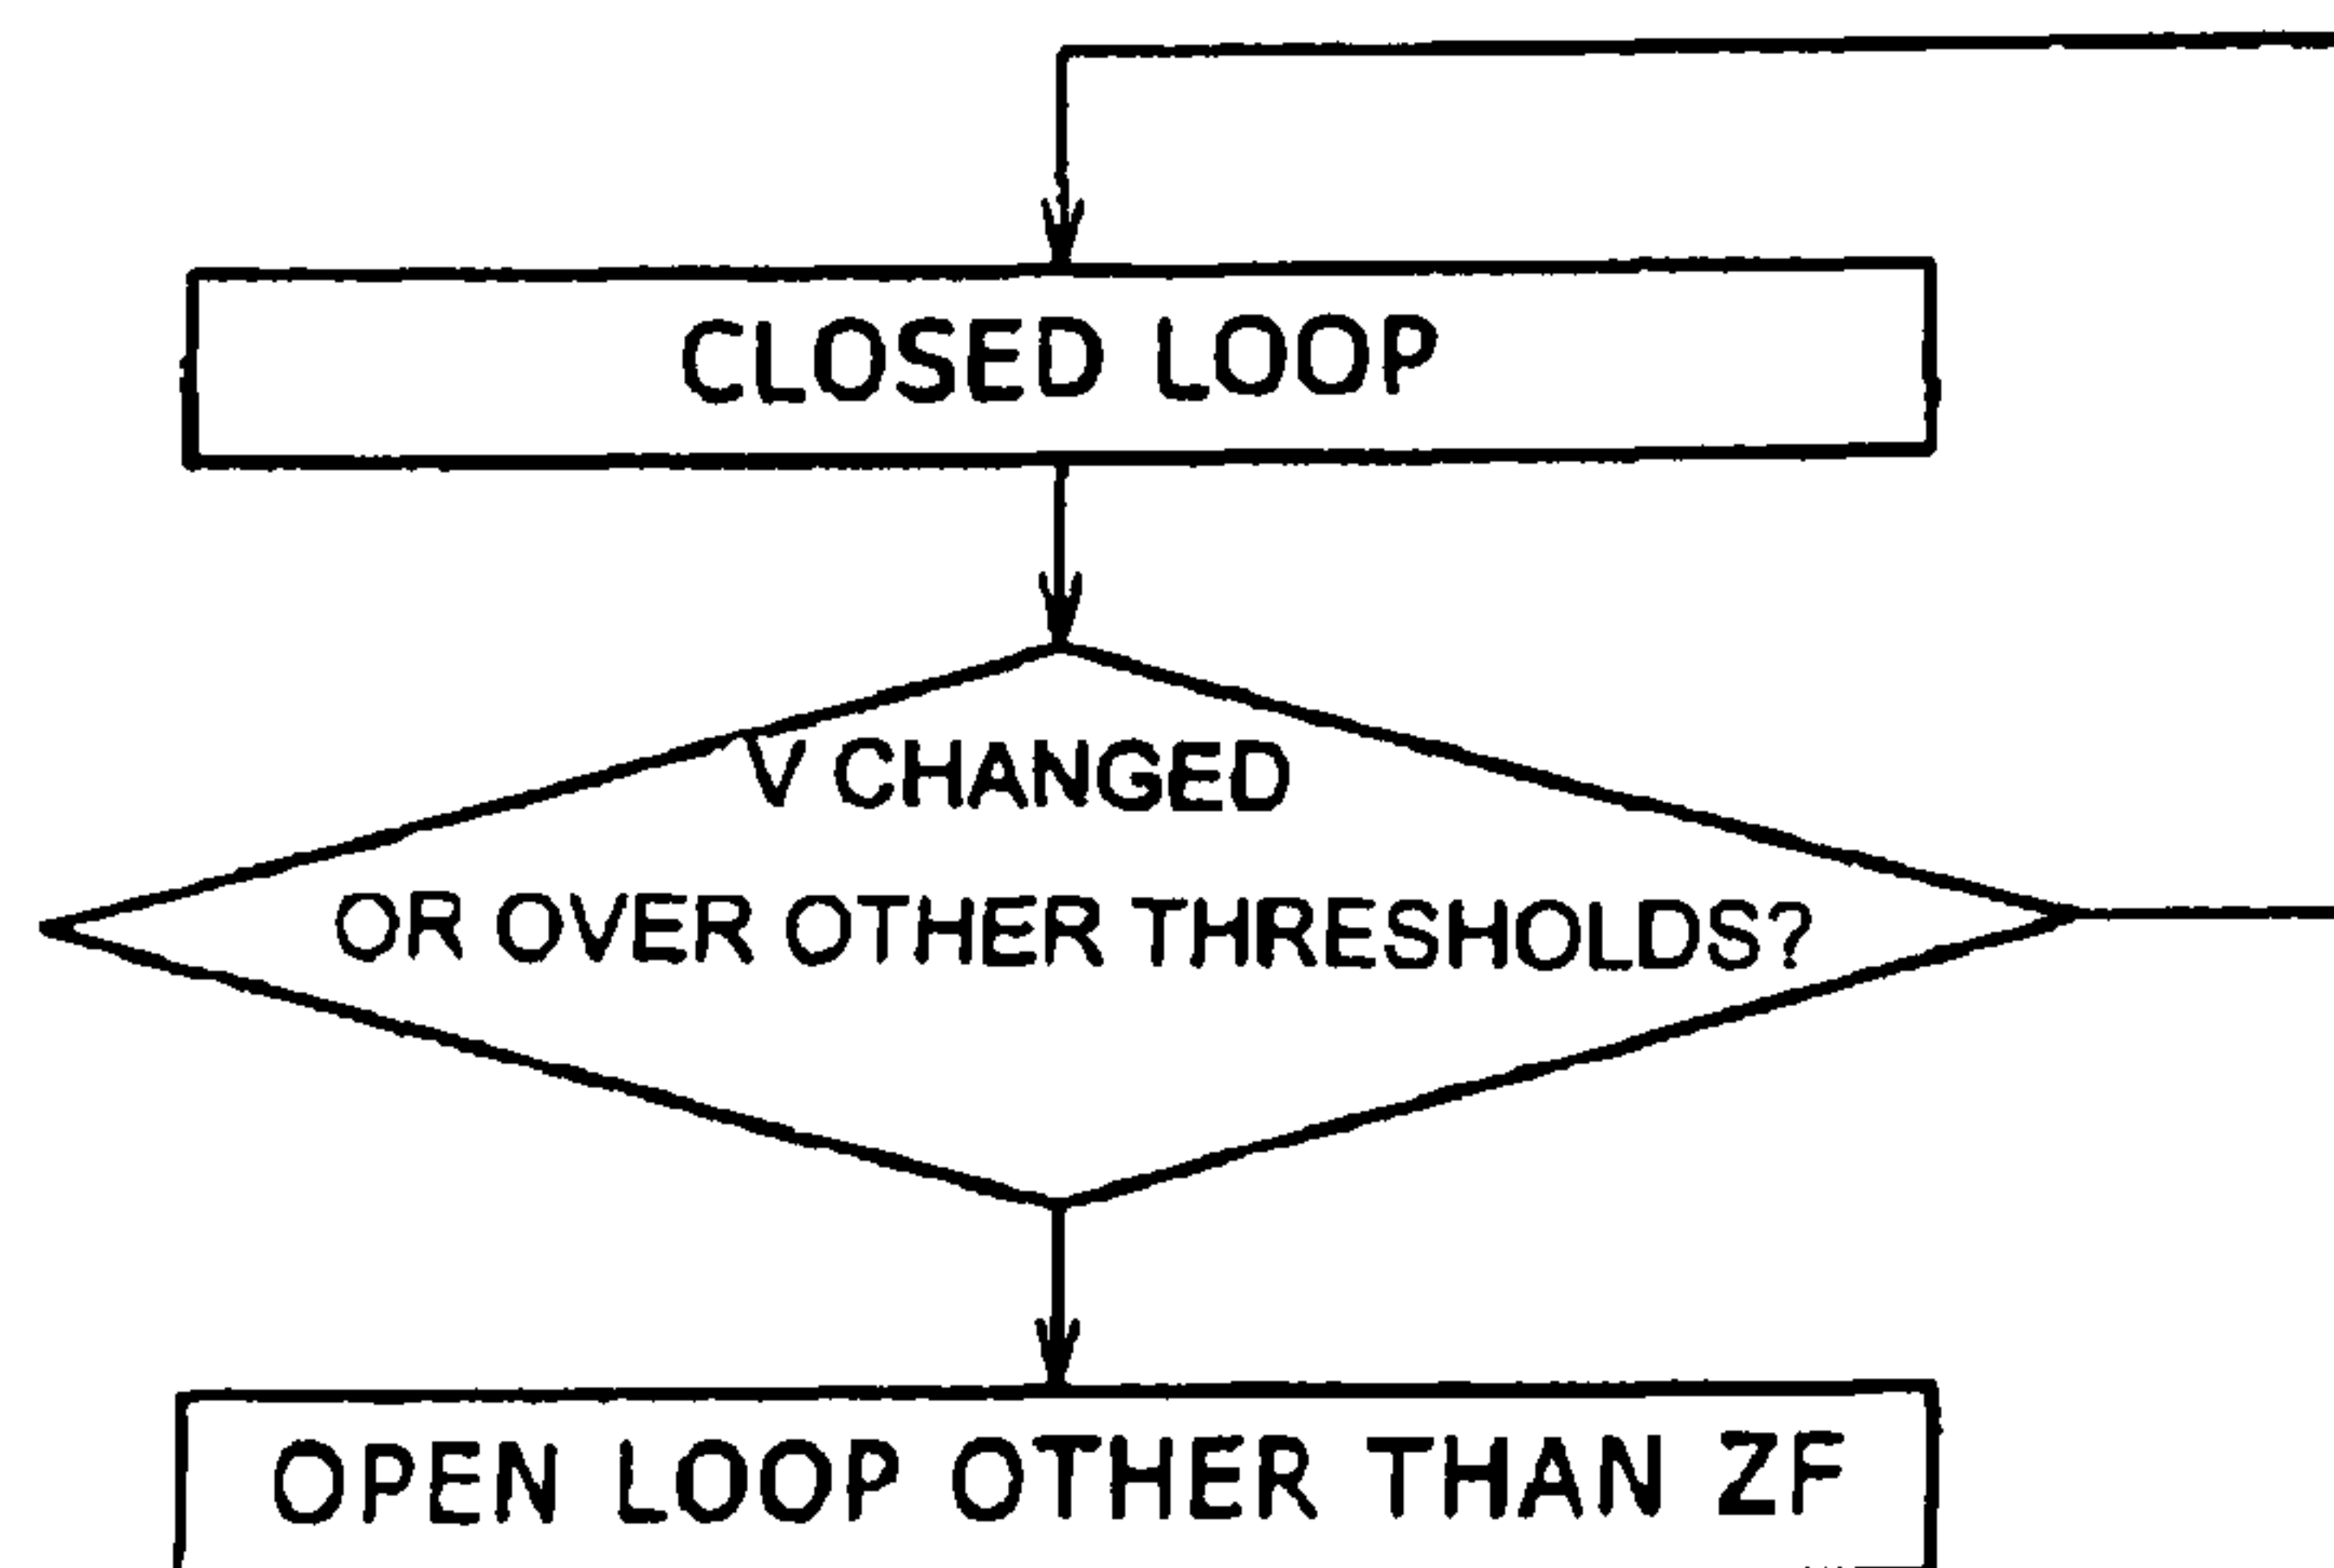 CLOSED LOOP
V CHANGED
OR OVER OTHER THRESHOLDS?
OPEN LOOP OTHER THAN ZF